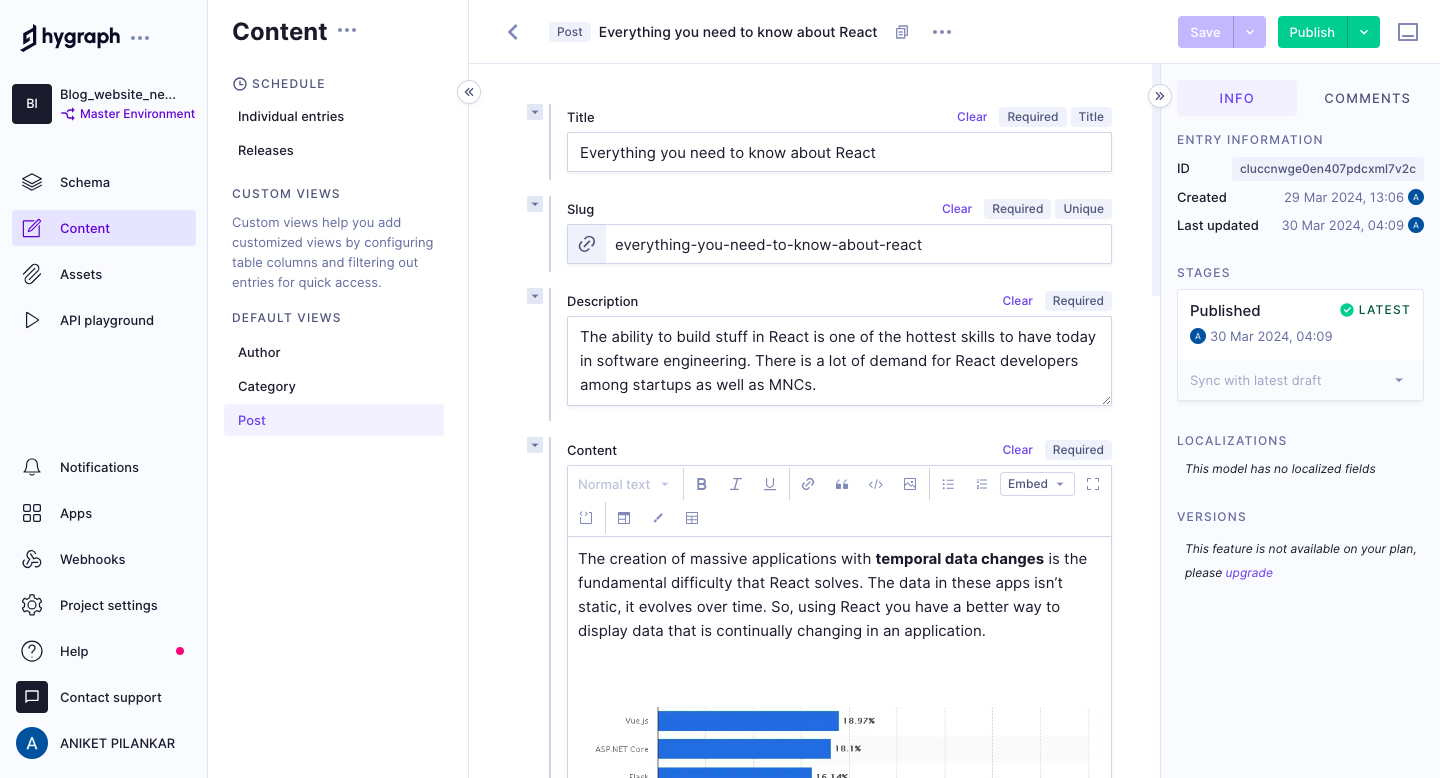 hygraph
Bl
Blog_website_ne...
Master Environment
Schema
Content
Assets
API playground
Notifications
Apps
Webhooks
Project settings
Help
Contact support
A
ANIKET PILANKAR
Content
SCHEDULE
Individual entries
Releases
CUSTOM VIEWS
Custom views help you add
customized views by configuring
table columns and filtering out
entries for quick access.
DEFAULT VIEWS
Author
Category
Post
Post Everything you need to know about React
Save
Publish
Title Clear Required Title
Everything you need to know about React
Slug Clear Required Unique
everything-you-need-to-know-about-react
Description Clear Required
The ability to build stuff in React is one of the hottest skills to have today
in software engineering. There is a lot of demand for React developers
among startups as well as MNCs.
Content Clear Required
Normal text B I U Embed
The creation of massive applications with temporal data changes is the
fundamental difficulty that React solves. The data in these apps isn’t
static, it evolves over time. So, using React you have a better way to
display data that is continually changing in an application.
Vue.js 18.97%
ASP.NET Core 18.1%
Flask 16.14%
INFO COMMENTS
ENTRY INFORMATION
ID cluccnwge0en407pdcxml7v2c
Created 29 Mar 2024, 13:06 A
Last updated 30 Mar 2024, 04:09 A
STAGES
Published LATEST
A 30 Mar 2024, 04:09
Sync with latest draft
LOCALIZATIONS
This model has no localized fields
VERSIONS
This feature is not available on your plan,
please upgrade